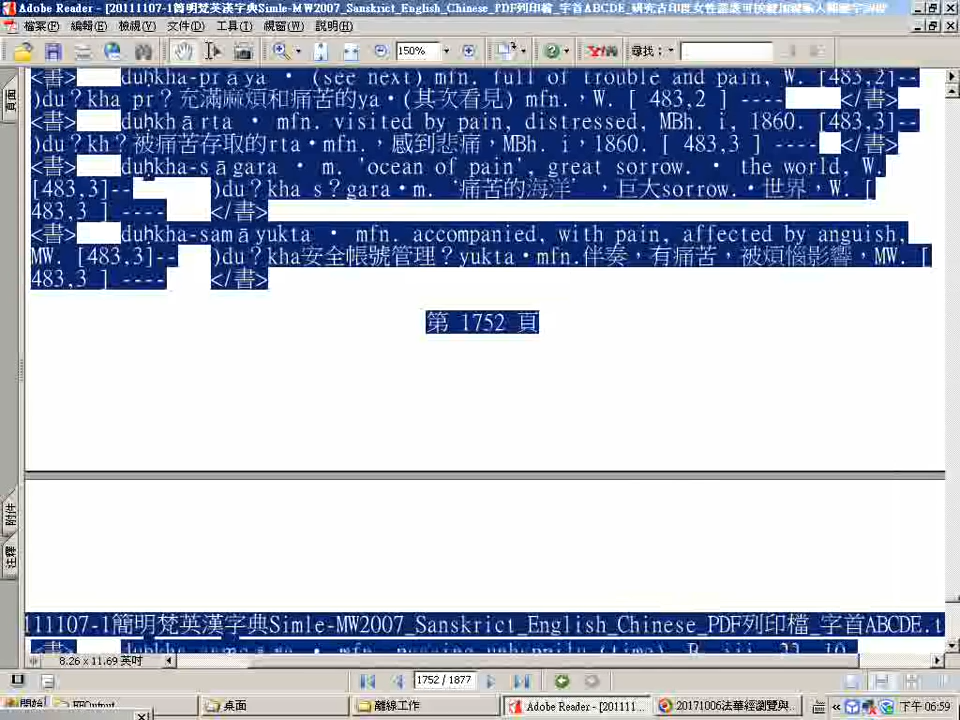 Adobe Reader - [20111107-1簡明梵英漢字典Simle-MW2007_Sanskrict_English_Chinese_PDF列印檔_字首ABCDE_研究古印度女性
檔案(F) 編輯(E) 檢視(V) 文件(D) 工具(T) 視窗(W) 說明(H)
150% 尋找：
頁面
<書> duḥkha-prāya • (see next) mfn. full of trouble and pain, W. [483,2]--
)du？kha pr？充滿麻煩和痛苦的ya•(其次看見) mfn.，W. [ 483,2 ] ---- </書>
<書> duḥkhārta • mfn. visited by pain, distressed, MBh. i, 1860. [483,3]--
)du？kh？被痛苦存取的rta•mfn.，感到悲痛，MBh. i，1860. [ 483,3 ] ---- </書>
<書> duḥkha-sāgara • m. 'ocean of pain', great sorrow. • the world, W.
[483,3]-- )du？kha s？gara•m.‘痛苦的海洋’，巨大sorrow.•世界，W. [
483,3 ] ---- </書>
<書> duḥkha-samāyukta • mfn. accompanied, with pain, affected by anguish,
MW. [483,3]-- )du？kha安全帳號管理？yukta•mfn.伴奏，有痛苦，被煩惱影響，MW. [
483,3 ] ---- </書>
第 1752 頁
附件
注釋
111107-1簡明梵英漢字典Simle-MW2007_Sanskrict_English_Chinese_PDF列印檔_字首ABCDE.t
8.26 x 11.69 英吋
1752 / 1877
開始 桌面 離線工作 Adobe Reader - [201111... 20171006法華經瀏覽與... 下午 06:59